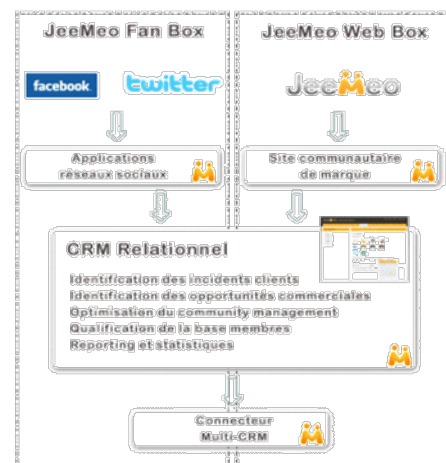 JeeMeo Fan Box
JeeMeo Web Box
facebook
twitter
JeeMeo
Applications
réseaux sociaux
Site communautaire
de marque
CRM Relationnel
Identification des incidents clients
Identification des opportunités commerciales
Optimisation du community management
Qualification de la base membres
Reporting et statistiques
Connecteur
Multi-CRM